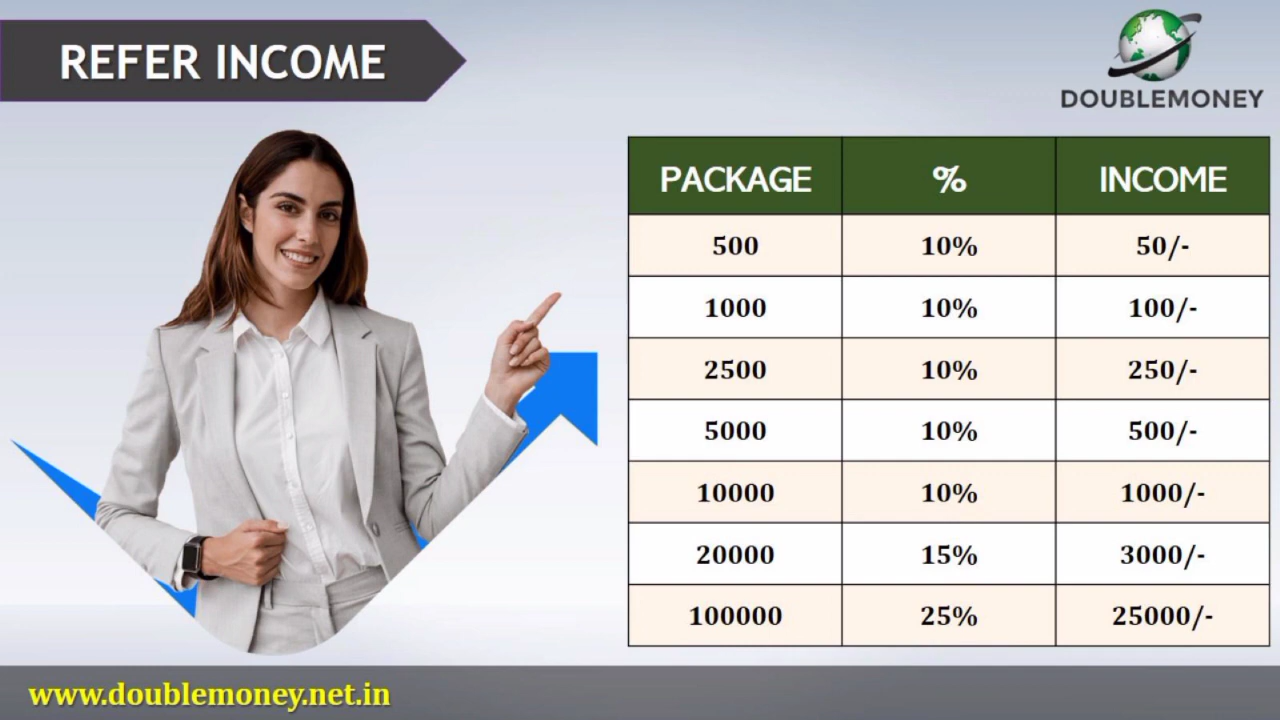 REFER INCOME
DOUBLEMONEY
PACKAGE % INCOME
500 10% 50/-
1000 10% 100/-
2500 10% 250/-
5000 10% 500/-
10000 10% 1000/-
20000 15% 3000/-
100000 25% 25000/-
www.doublemoney.net.in